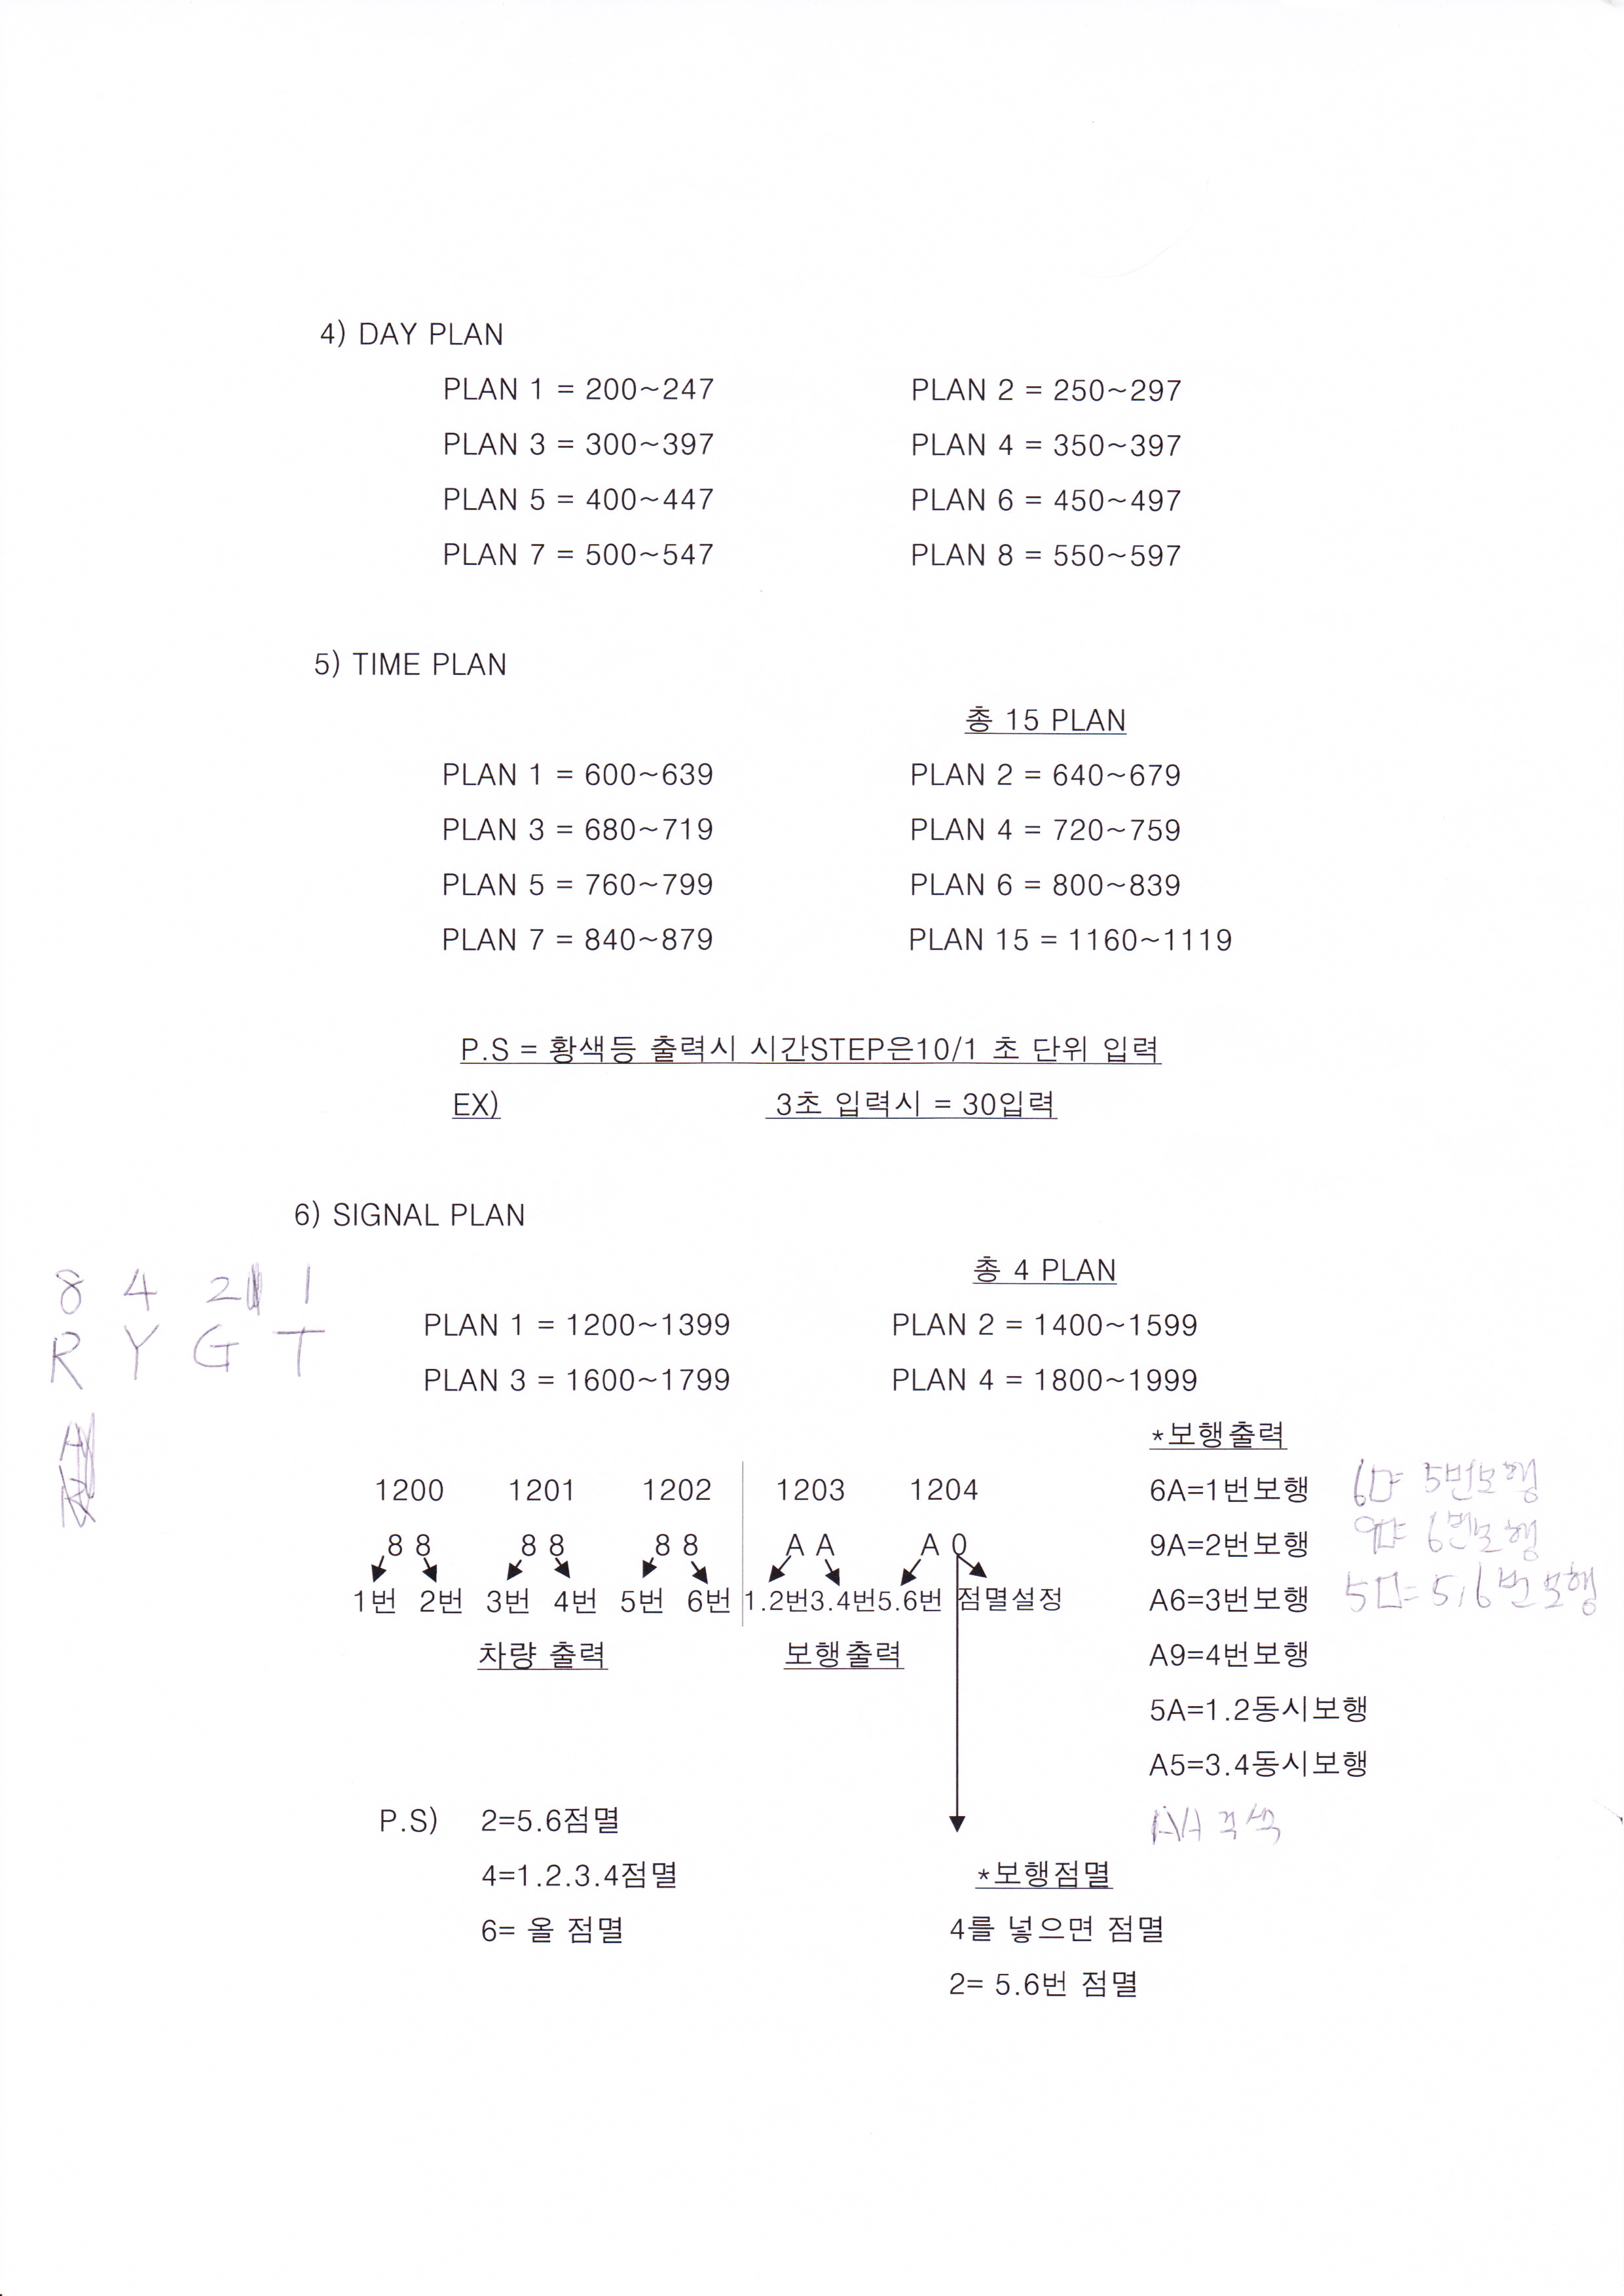 4) DAY PLAN
PLAN 1 = 200~247 PLAN 2 = 250~297
PLAN 3 = 300~397 PLAN 4 = 350~397
PLAN 5 = 400~447 PLAN 6 = 450~497
PLAN 7 = 500~547 PLAN 8 = 550~597
5) TIME PLAN
총 15 PLAN
PLAN 1 = 600~639 PLAN 2 = 640~679
PLAN 3 = 680~719 PLAN 4 = 720~759
PLAN 5 = 760~799 PLAN 6 = 800~839
PLAN 7 = 840~879 PLAN 15 = 1160~1119
P.S = 황색등 출력시 시간STEP은10/1 초 단위 입력
EX) 3초 입력시 = 30입력
6) SIGNAL PLAN
8 4 2 1
총 4 PLAN
R Y G T
PLAN 1 = 1200~1399 PLAN 2 = 1400~1599
PLAN 3 = 1600~1799 PLAN 4 = 1800~1999
*보행출력
1200 1201 1202 1203 1204 6A=1번보행 6□= 5번보행
8 8 8 8 8 8 A A A 0 9A=2번보행 9□= 6번보행
1번 2번 3번 4번 5번 6번 1.2번3.4번5.6번 점멸설정 A6=3번보행 5□= 5,6번보행
차량 출력 보행출력 A9=4번보행
5A=1.2동시보행
A5=3.4동시보행
P.S) 2=5.6점멸 AA 적색
4=1.2.3.4점멸 *보행점멸
6= 올 점멸 4를 넣으면 점멸
2= 5.6번 점멸